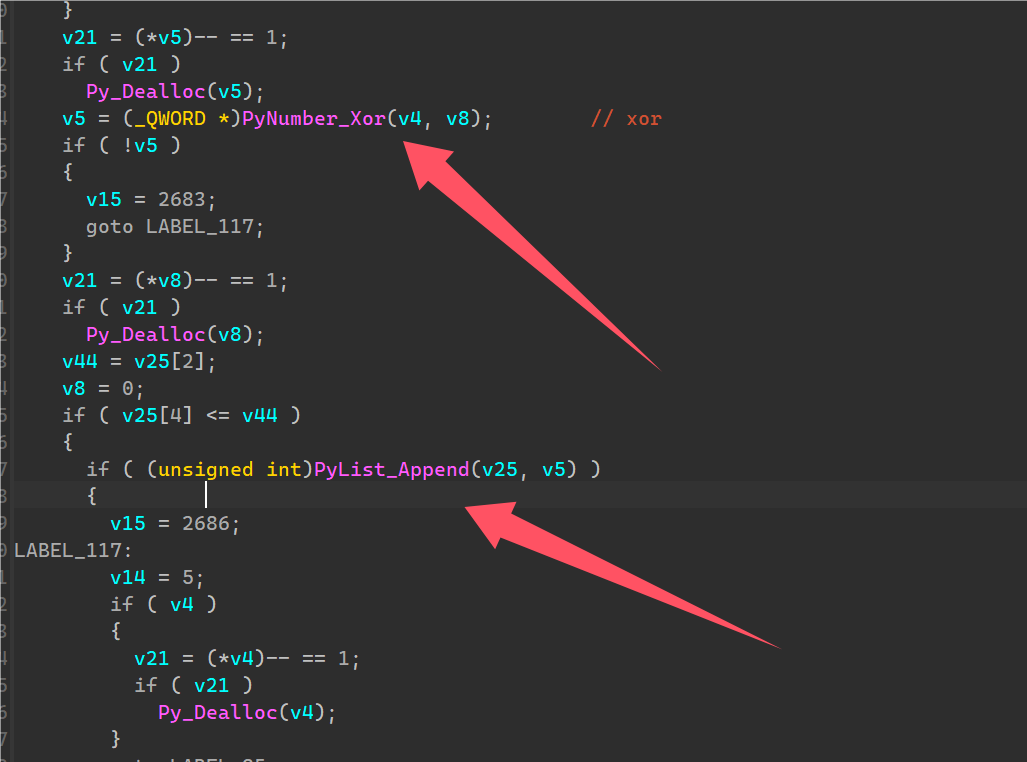 }
v21 = (*v5)-- == 1;
if ( v21 )
Py_Dealloc(v5);
v5 = (_QWORD *)PyNumber_Xor(v4, v8); // xor
if ( !v5 )
{
v15 = 2683;
goto LABEL_117;
}
v21 = (*v8)-- == 1;
if ( v21 )
Py_Dealloc(v8);
v44 = v25[2];
v8 = 0;
if ( v25[4] <= v44 )
{
if ( (unsigned int)PyList_Append(v25, v5) )
{
v15 = 2686;
LABEL_117:
v14 = 5;
if ( v4 )
{
v21 = (*v4)-- == 1;
if ( v21 )
Py_Dealloc(v4);
}